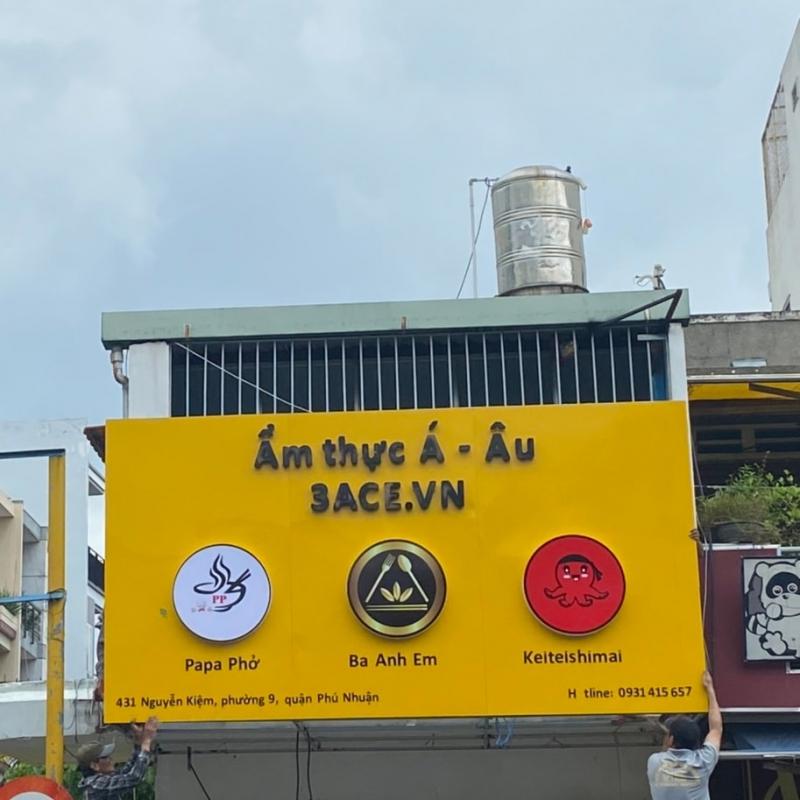 Ẩm thực Á - Âu
3ACE.VN
PP
Papa Phở
Ba Anh Em
Keiteishimai
431 Nguyễn Kiệm, phường 9, quận Phú Nhuận
H tline: 0931 415 657